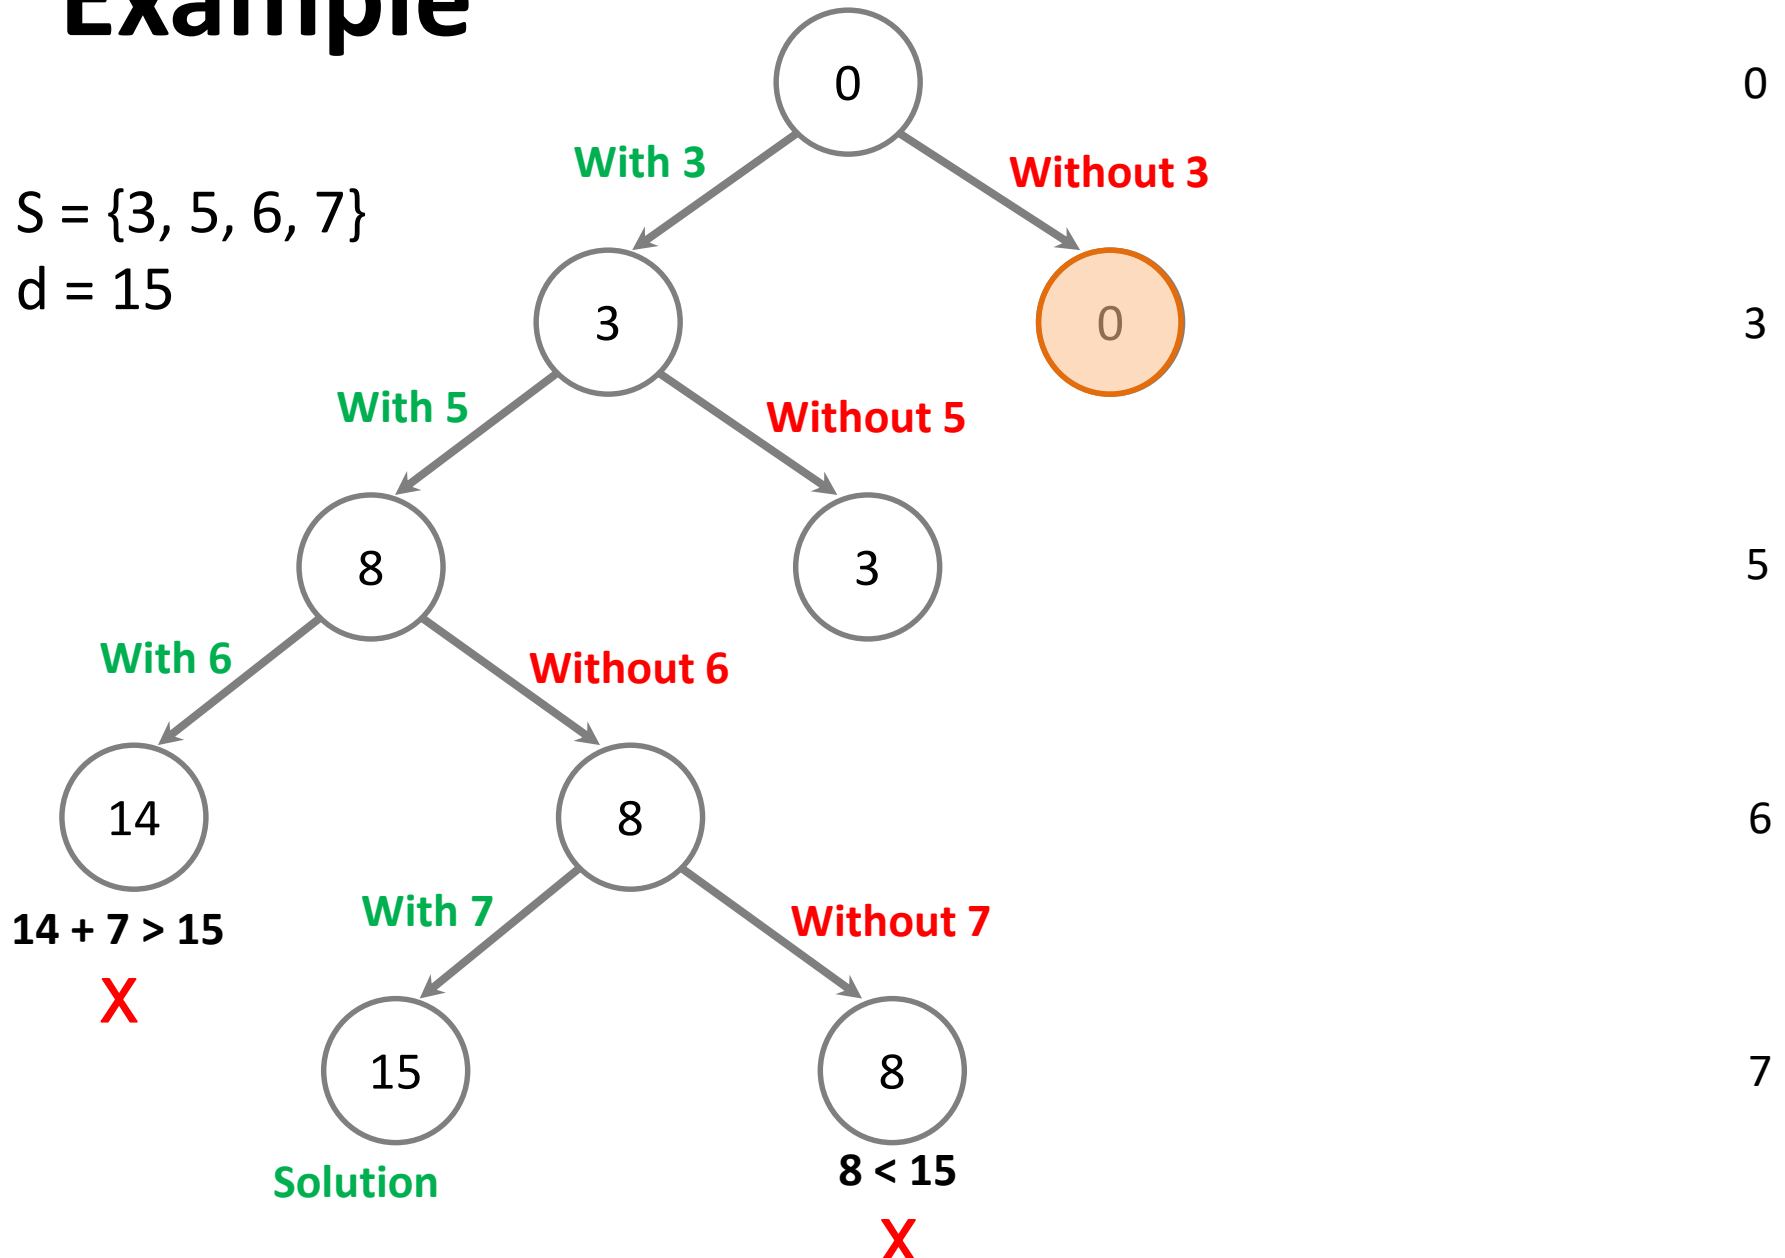 Example
0
0
With 3
Without 3
S = {3, 5, 6, 7}
d = 15
3
0
3
With 5
Without 5
8
3
5
With 6
Without 6
14
8
6
With 7
Without 7
14 + 7 > 15
X
15
8
7
Solution
8 < 15
X